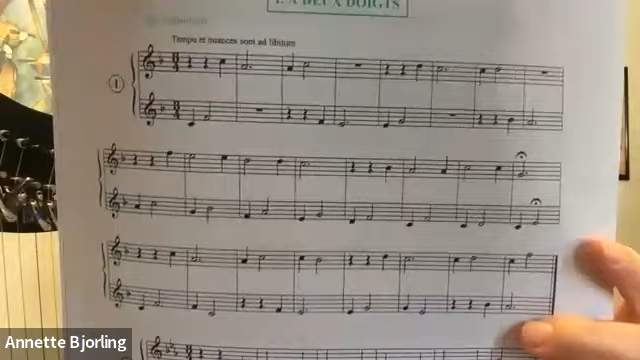 1. A DEUX DOIGTS
Tempo et nuances sont ad libitum
1
Annette Bjorling